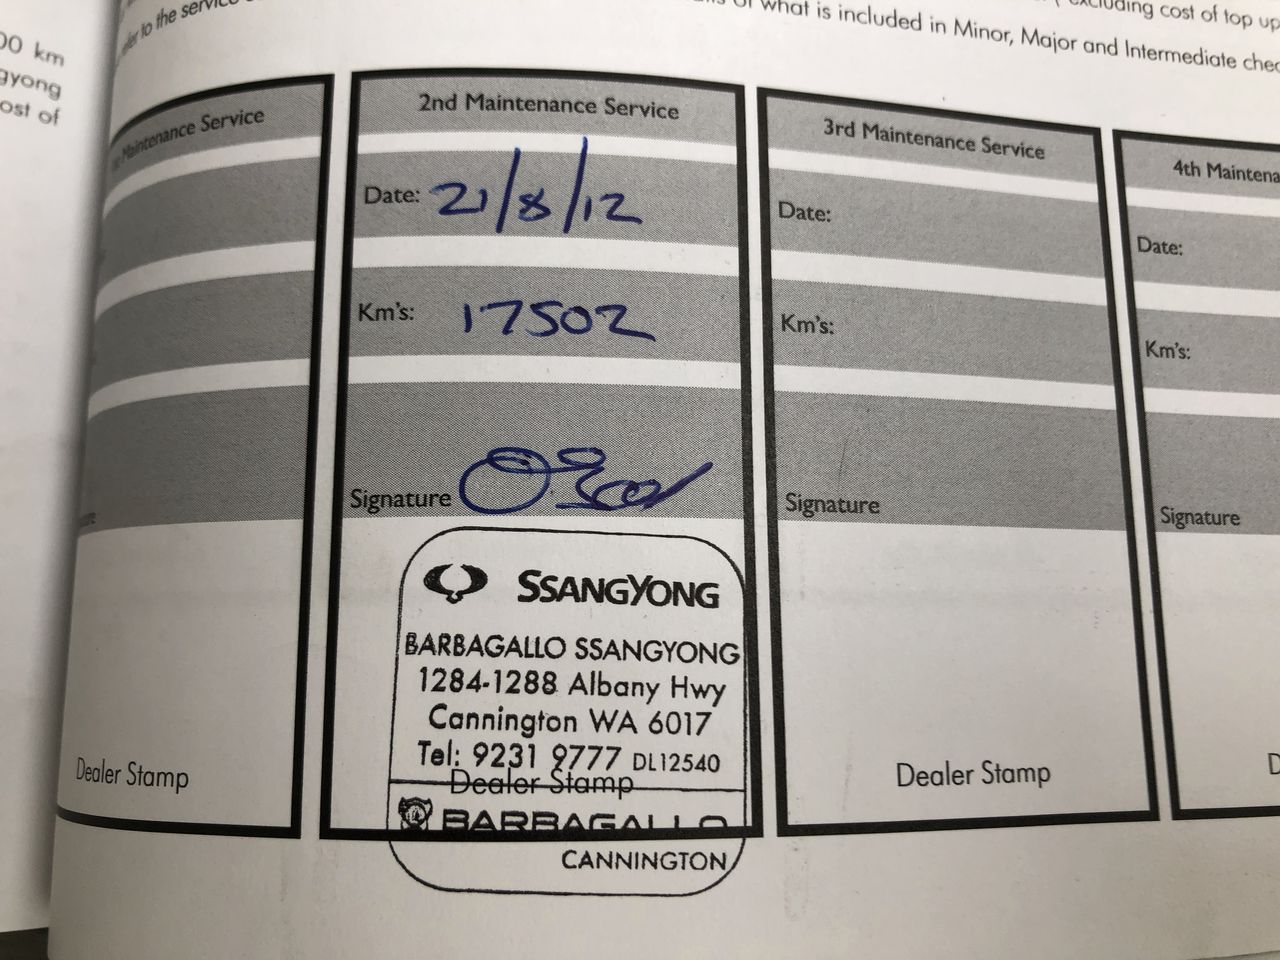 00 km
gyong
ost of
to the service
what is included in Minor, Major and Intermediate
excluding cost of top up
Maintenance Service
Dealer Stamp
2nd Maintenance Service
Date: 21/8/12
Km's: 17502
Signature
SSANGYONG
BARBAGALLO SSANGYONG
1284-1288 Albany Hwy
Cannington WA 6017
Tel: 9231 9777 DL12540
Dealer Stamp
BARBAGALLO
CANNINGTON
3rd Maintenance Service
Date:
Km's:
Signature
Dealer Stamp
4th Maintena
Date:
Km's:
Signature
D